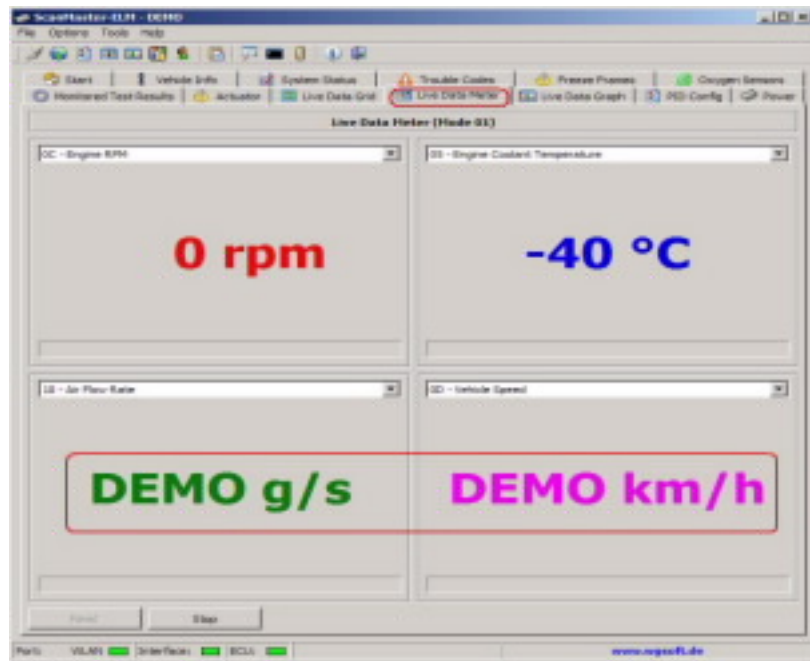 ScanMaster-ELM - DEMO
File Options Tools Help
Start Vehicle Info System Status Trouble Codes Freeze Frames Oxygen Sensors
Monitored Test Results Actuator Live Data Grid Live Data Meter Live Data Graph PID Config Power
Live Data Meter (Mode 01)
0C - Engine RPM
05 - Engine Coolant Temperature
0 rpm
-40 °C
10 - Air Flow Rate
0D - Vehicle Speed
DEMO g/s
DEMO km/h
Read Stop
Port: WLAN Interface: ECU:
www.wgsoft.de